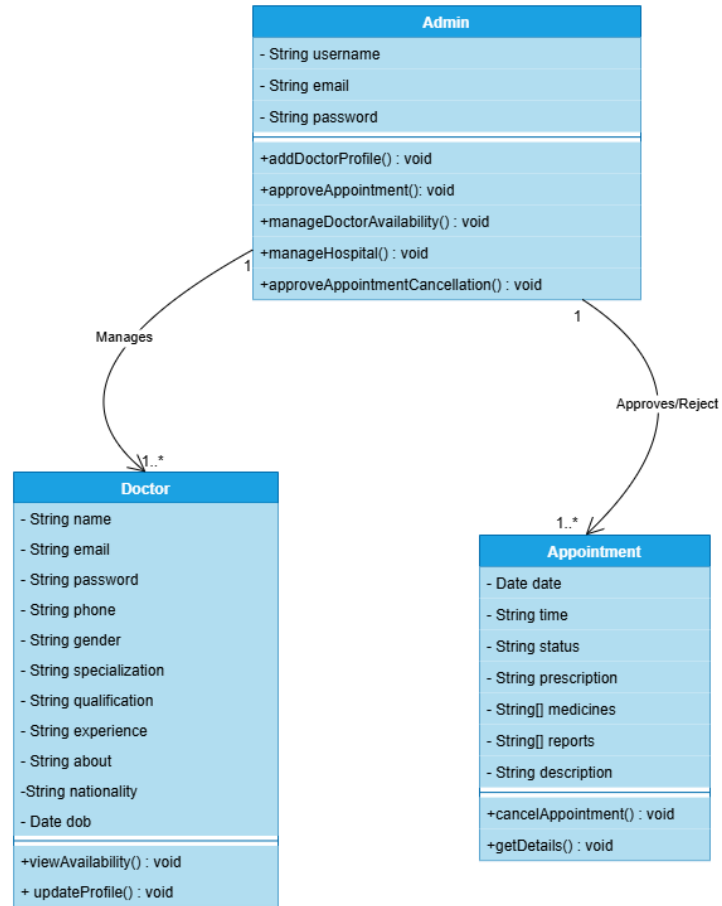 Admin
- String username
- String email
- String password
+addDoctorProfile() : void
+approveAppointment(): void
+manageDoctorAvailability() : void
+manageHospital() : void
+approveAppointmentCancellation() : void
1
1
Manages
Approves/Reject
1..*
1..*
Doctor
- String name
- String email
- String password
- String phone
- String gender
- String specialization
- String qualification
- String experience
- String about
-String nationality
- Date dob
+viewAvailability() : void
+ updateProfile() : void
Appointment
- Date date
- String time
- String status
- String prescription
- String[] medicines
- String[] reports
- String description
+cancelAppointment() : void
+getDetails() : void